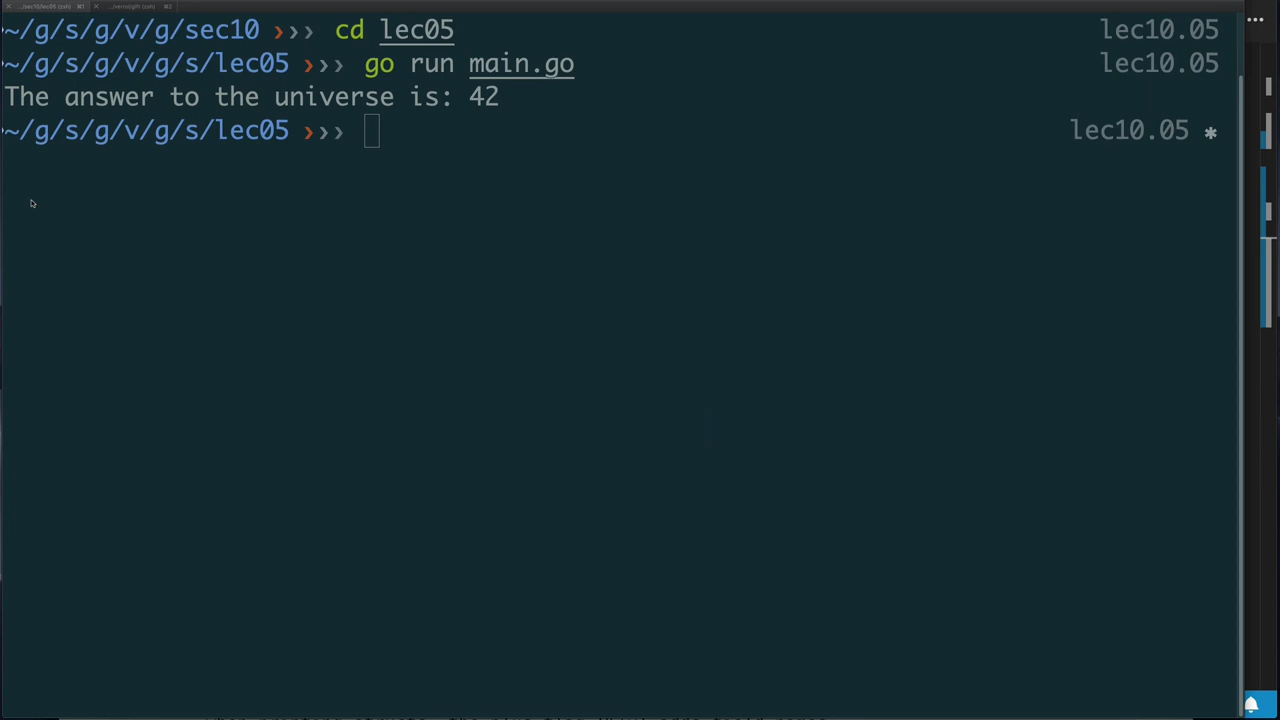 ~/g/s/g/v/g/sec10 ❯❯❯ cd lec05 lec10.05
~/g/s/g/v/g/s/lec05 ❯❯❯ go run main.go lec10.05
The answer to the universe is: 42
~/g/s/g/v/g/s/lec05 ❯❯❯ lec10.05 ✱